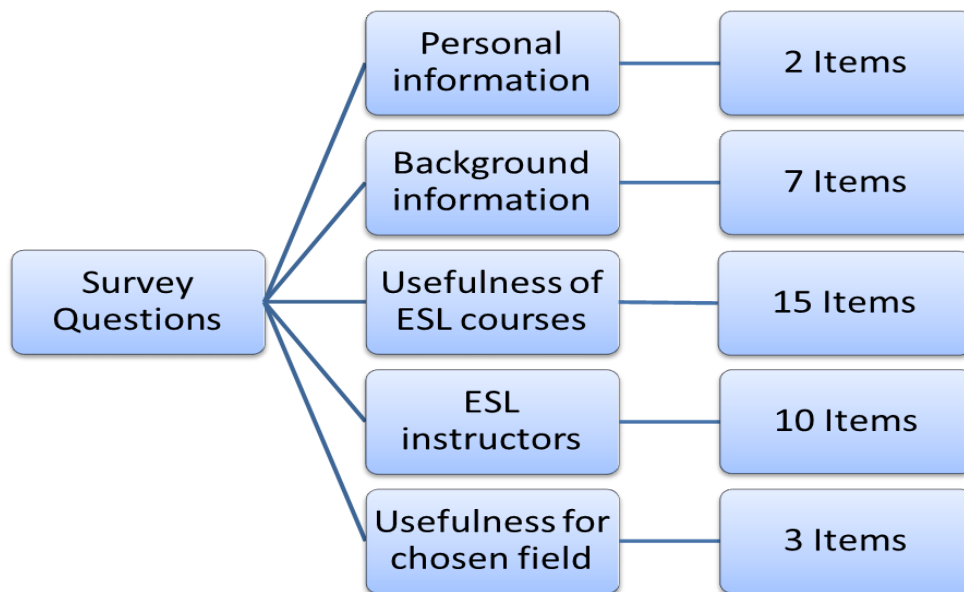 Survey
Questions
Personal
information
2 Items
Background
information
7 Items
Usefulness of
ESL courses
15 Items
ESL
instructors
10 Items
Usefulness for
chosen field
3 Items